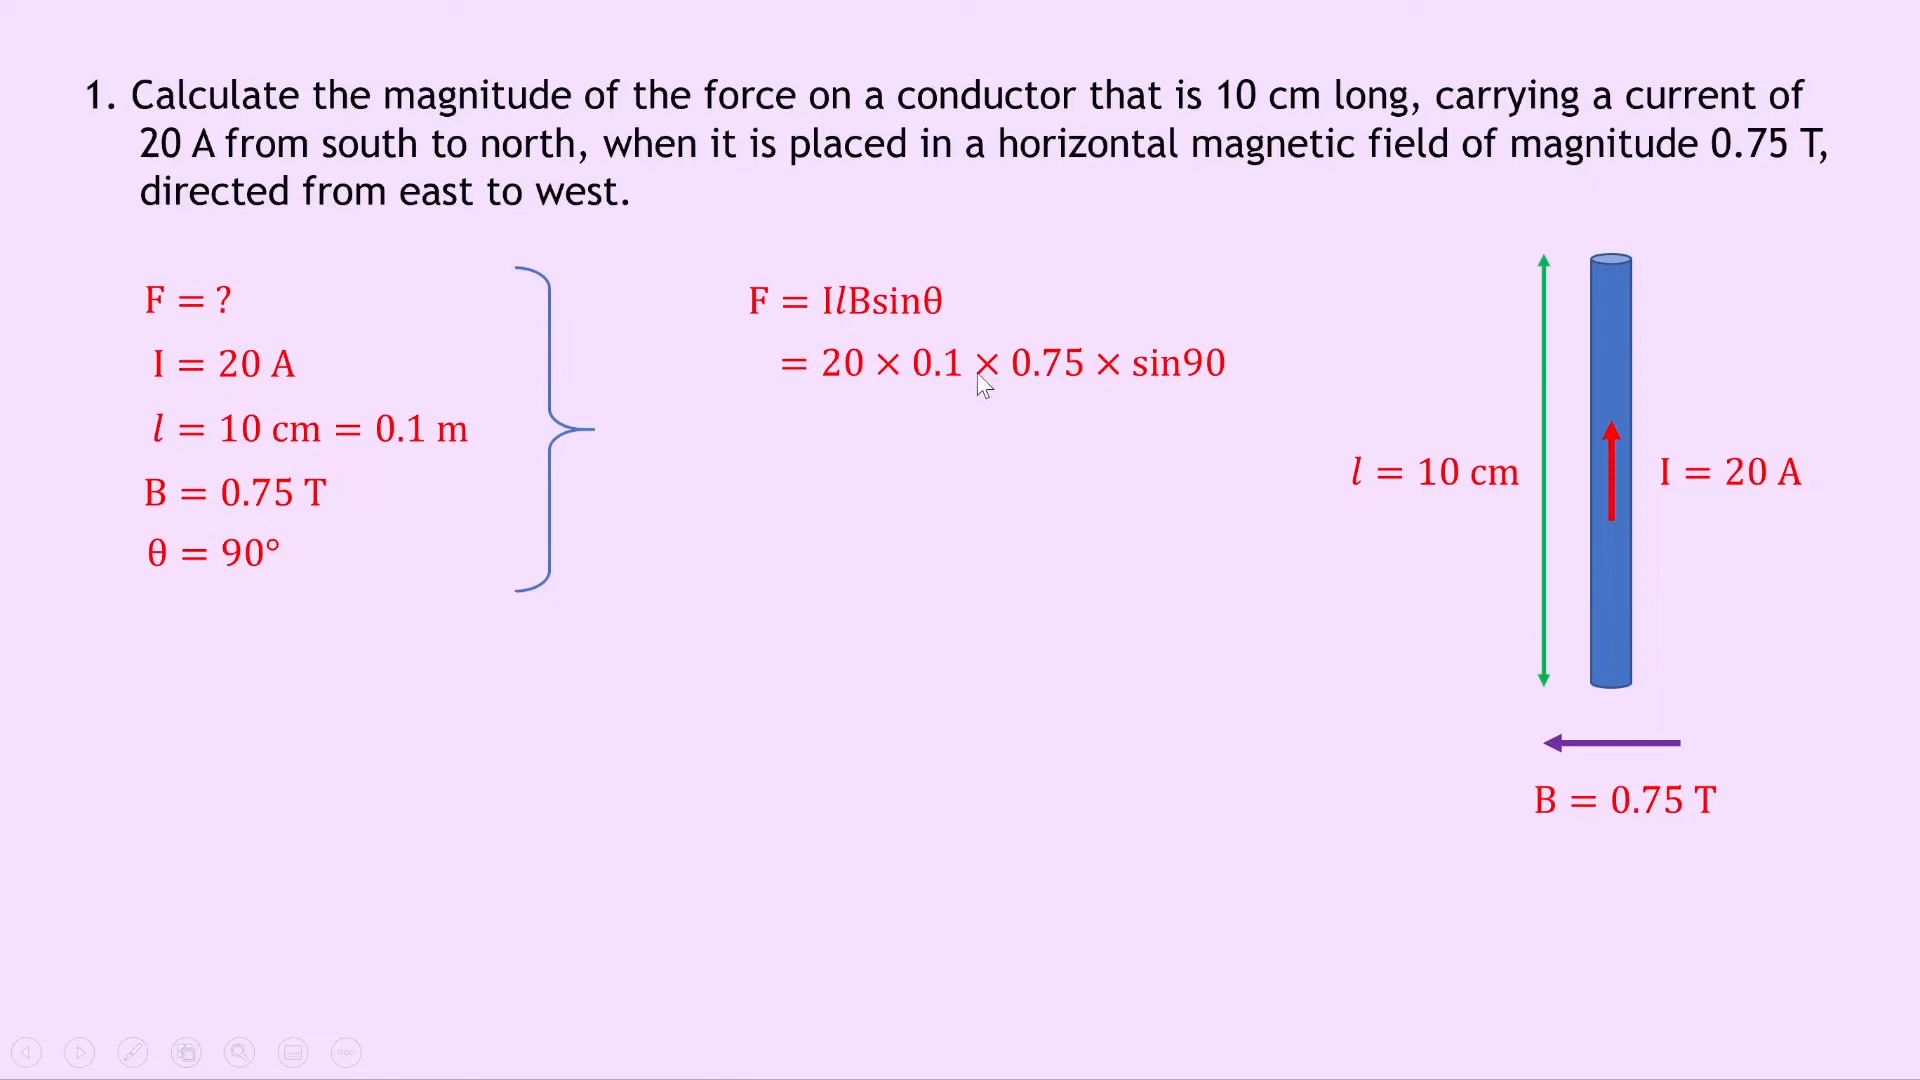 1. Calculate the magnitude of the force on a conductor that is 10 cm long, carrying a current of
20 A from south to north, when it is placed in a horizontal magnetic field of magnitude 0.75 T,
directed from east to west.
F = ?
I = 20 A
l = 10 cm = 0.1 m
B = 0.75 T
θ = 90°
F = IlBsinθ
= 20 × 0.1 × 0.75 × sin90
l = 10 cm
I = 20 A
B = 0.75 T